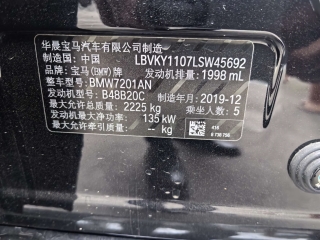 华晨宝马汽车有限公司制造
制造国: 中国 LBVKY1107LSW45692
品牌: 宝马(BMW)牌 发动机排量: 1998 mL
整车型号: BMW7201AN
发动机型号: B48B20C 制造年月: 2019-12
最大允许总质量: 2225 kg 乘坐人数: 5
发动机最大净功率: 135 kW
最大允许牵引质量: -- kg